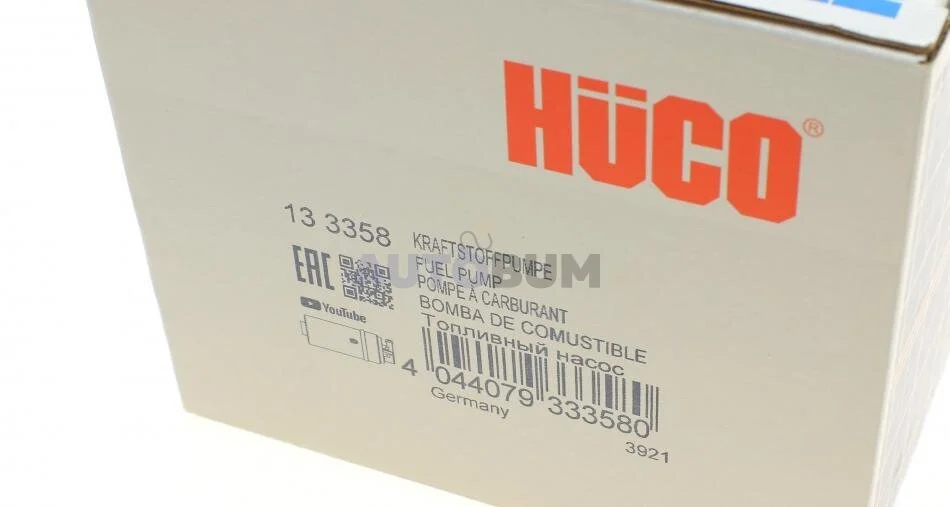 HÜCO®
13 3358
KRAFTSTOFFPUMPE
FUEL PUMP
POMPE À CARBURANT
BOMBA DE COMUSTIBLE
Топливный насос
EAC
YouTube
4 044079 333580
Germany
3921
AUTOBUM